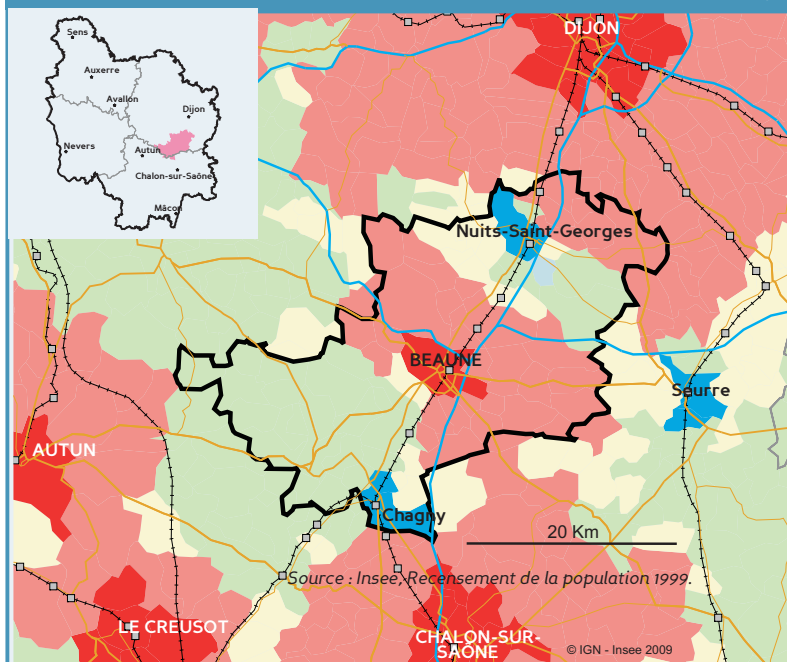 Sens
Auxerre
Avallon
Dijon
Nevers
Autun
Chalon-sur-Saône
Mâcon
DIJON
Nuits-Saint-Georges
BEAUNE
Seurre
AUTUN
Chagny
20 Km
Source : Insee, Recensement de la population 1999.
LE CREUSOT
CHALON-SUR-
SAÔNE
© IGN - Insee 2009